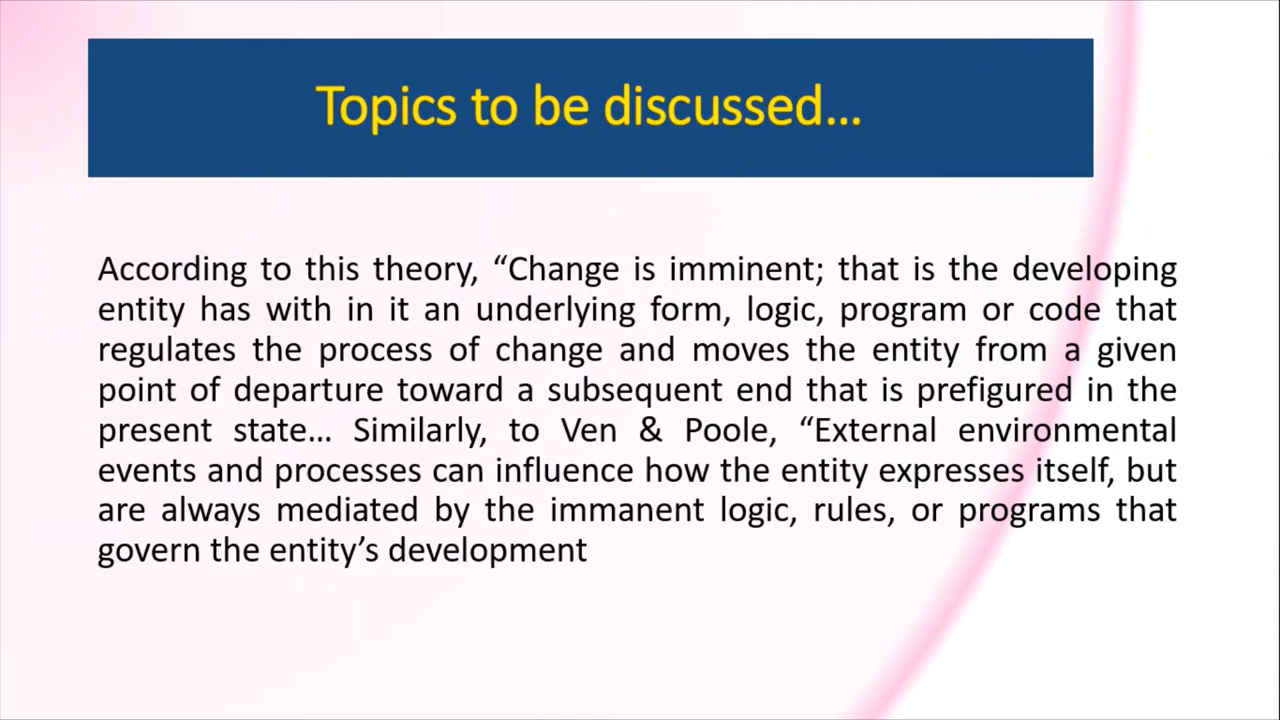 Topics to be discussed...
According to this theory, “Change is imminent; that is the developing
entity has with in it an underlying form, logic, program or code that
regulates the process of change and moves the entity from a given
point of departure toward a subsequent end that is prefigured in the
present state... Similarly, to Ven & Poole, “External environmental
events and processes can influence how the entity expresses itself, but
are always mediated by the immanent logic, rules, or programs that
govern the entity’s development